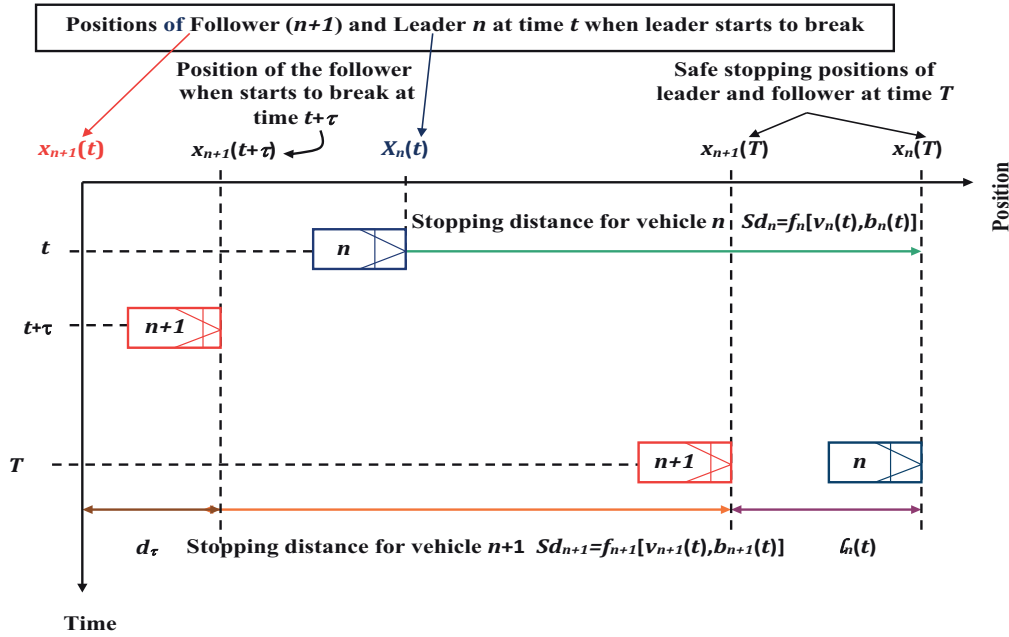 Positions of Follower (n+1) and Leader n at time t when leader starts to break
Position of the follower
when starts to break at
time t+τ
Safe stopping positions of
leader and follower at time T
xₙ₊₁(t)
xₙ₊₁(t+τ)
Xₙ(t)
xₙ₊₁(T)
xₙ(T)
Position
Stopping distance for vehicle n Sdₙ=fₙ[vₙ(t),bₙ(t)]
t
n
t+τ
n+1
T
n+1
n
d_τ
Stopping distance for vehicle n+1 Sdₙ₊₁=fₙ₊₁[vₙ₊₁(t),bₙ₊₁(t)]
ℓₙ(t)
Time